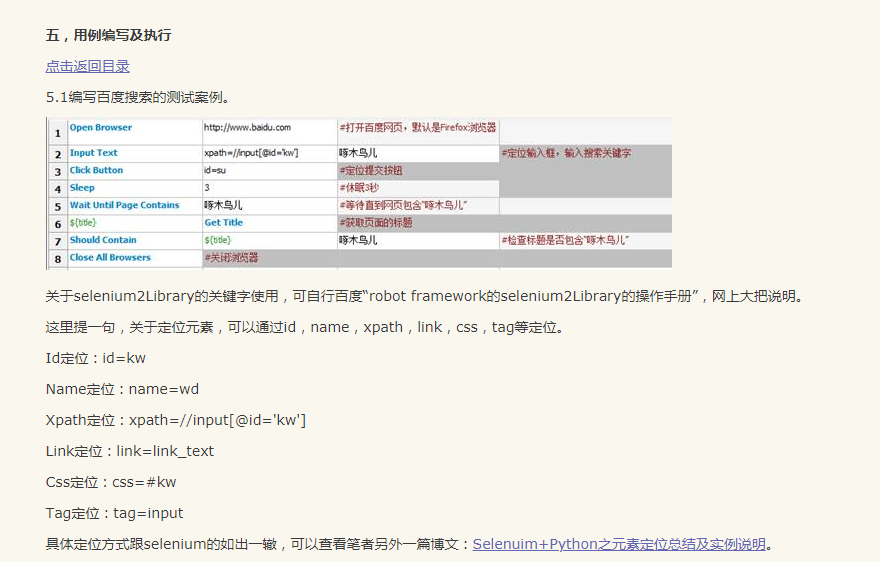 五，用例编写及执行
点击返回目录
5.1编写百度搜索的测试案例。
1 Open Browser http://www.baidu.com #打开百度网页，默认是Firefox浏览器
2 Input Text xpath=//input[@id='kw'] 啄木鸟儿 #定位输入框，输入搜索关键字
3 Click Button id=su #定位提交按钮
4 Sleep 3 #休眠3秒
5 Wait Until Page Contains 啄木鸟儿 #等待直到网页包含“啄木鸟儿”
6 ${title} Get Title #获取页面的标题
7 Should Contain ${title} 啄木鸟儿 #检查标题是否包含“啄木鸟儿”
8 Close All Browsers #关闭浏览器
关于selenium2Library的关键字使用，可自行百度“robot framework的selenium2Library的操作手册”，网上大把说明。
这里提一句，关于定位元素，可以通过id，name，xpath，link，css，tag等定位。
Id定位：id=kw
Name定位：name=wd
Xpath定位：xpath=//input[@id='kw']
Link定位：link=link_text
Css定位：css=#kw
Tag定位：tag=input
具体定位方式跟selenium的如出一辙，可以查看笔者另外一篇博文：Selenuim+Python之元素定位总结及实例说明。